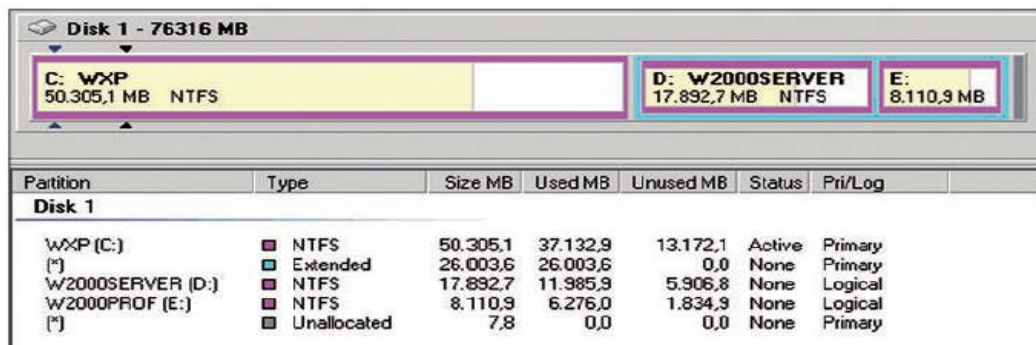 Disk 1 - 76316 MB
C: WXP
50.305,1 MB NTFS
D: W2000SERVER
17.892,7 MB NTFS
E:
8.110,9 MB
Partition Type Size MB Used MB Unused MB Status Pri/Log
Disk 1
WXP (C:) NTFS 50.305,1 37.132,9 13.172,1 Active Primary
(*) Extended 26.003,6 26.003,6 0,0 None Primary
W2000SERVER (D:) NTFS 17.892,7 11.985,9 5.906,8 None Logical
W2000PROF (E:) NTFS 8.110,9 6.276,0 1.834,9 None Logical
(*) Unallocated 7,8 0,0 0,0 None Primary